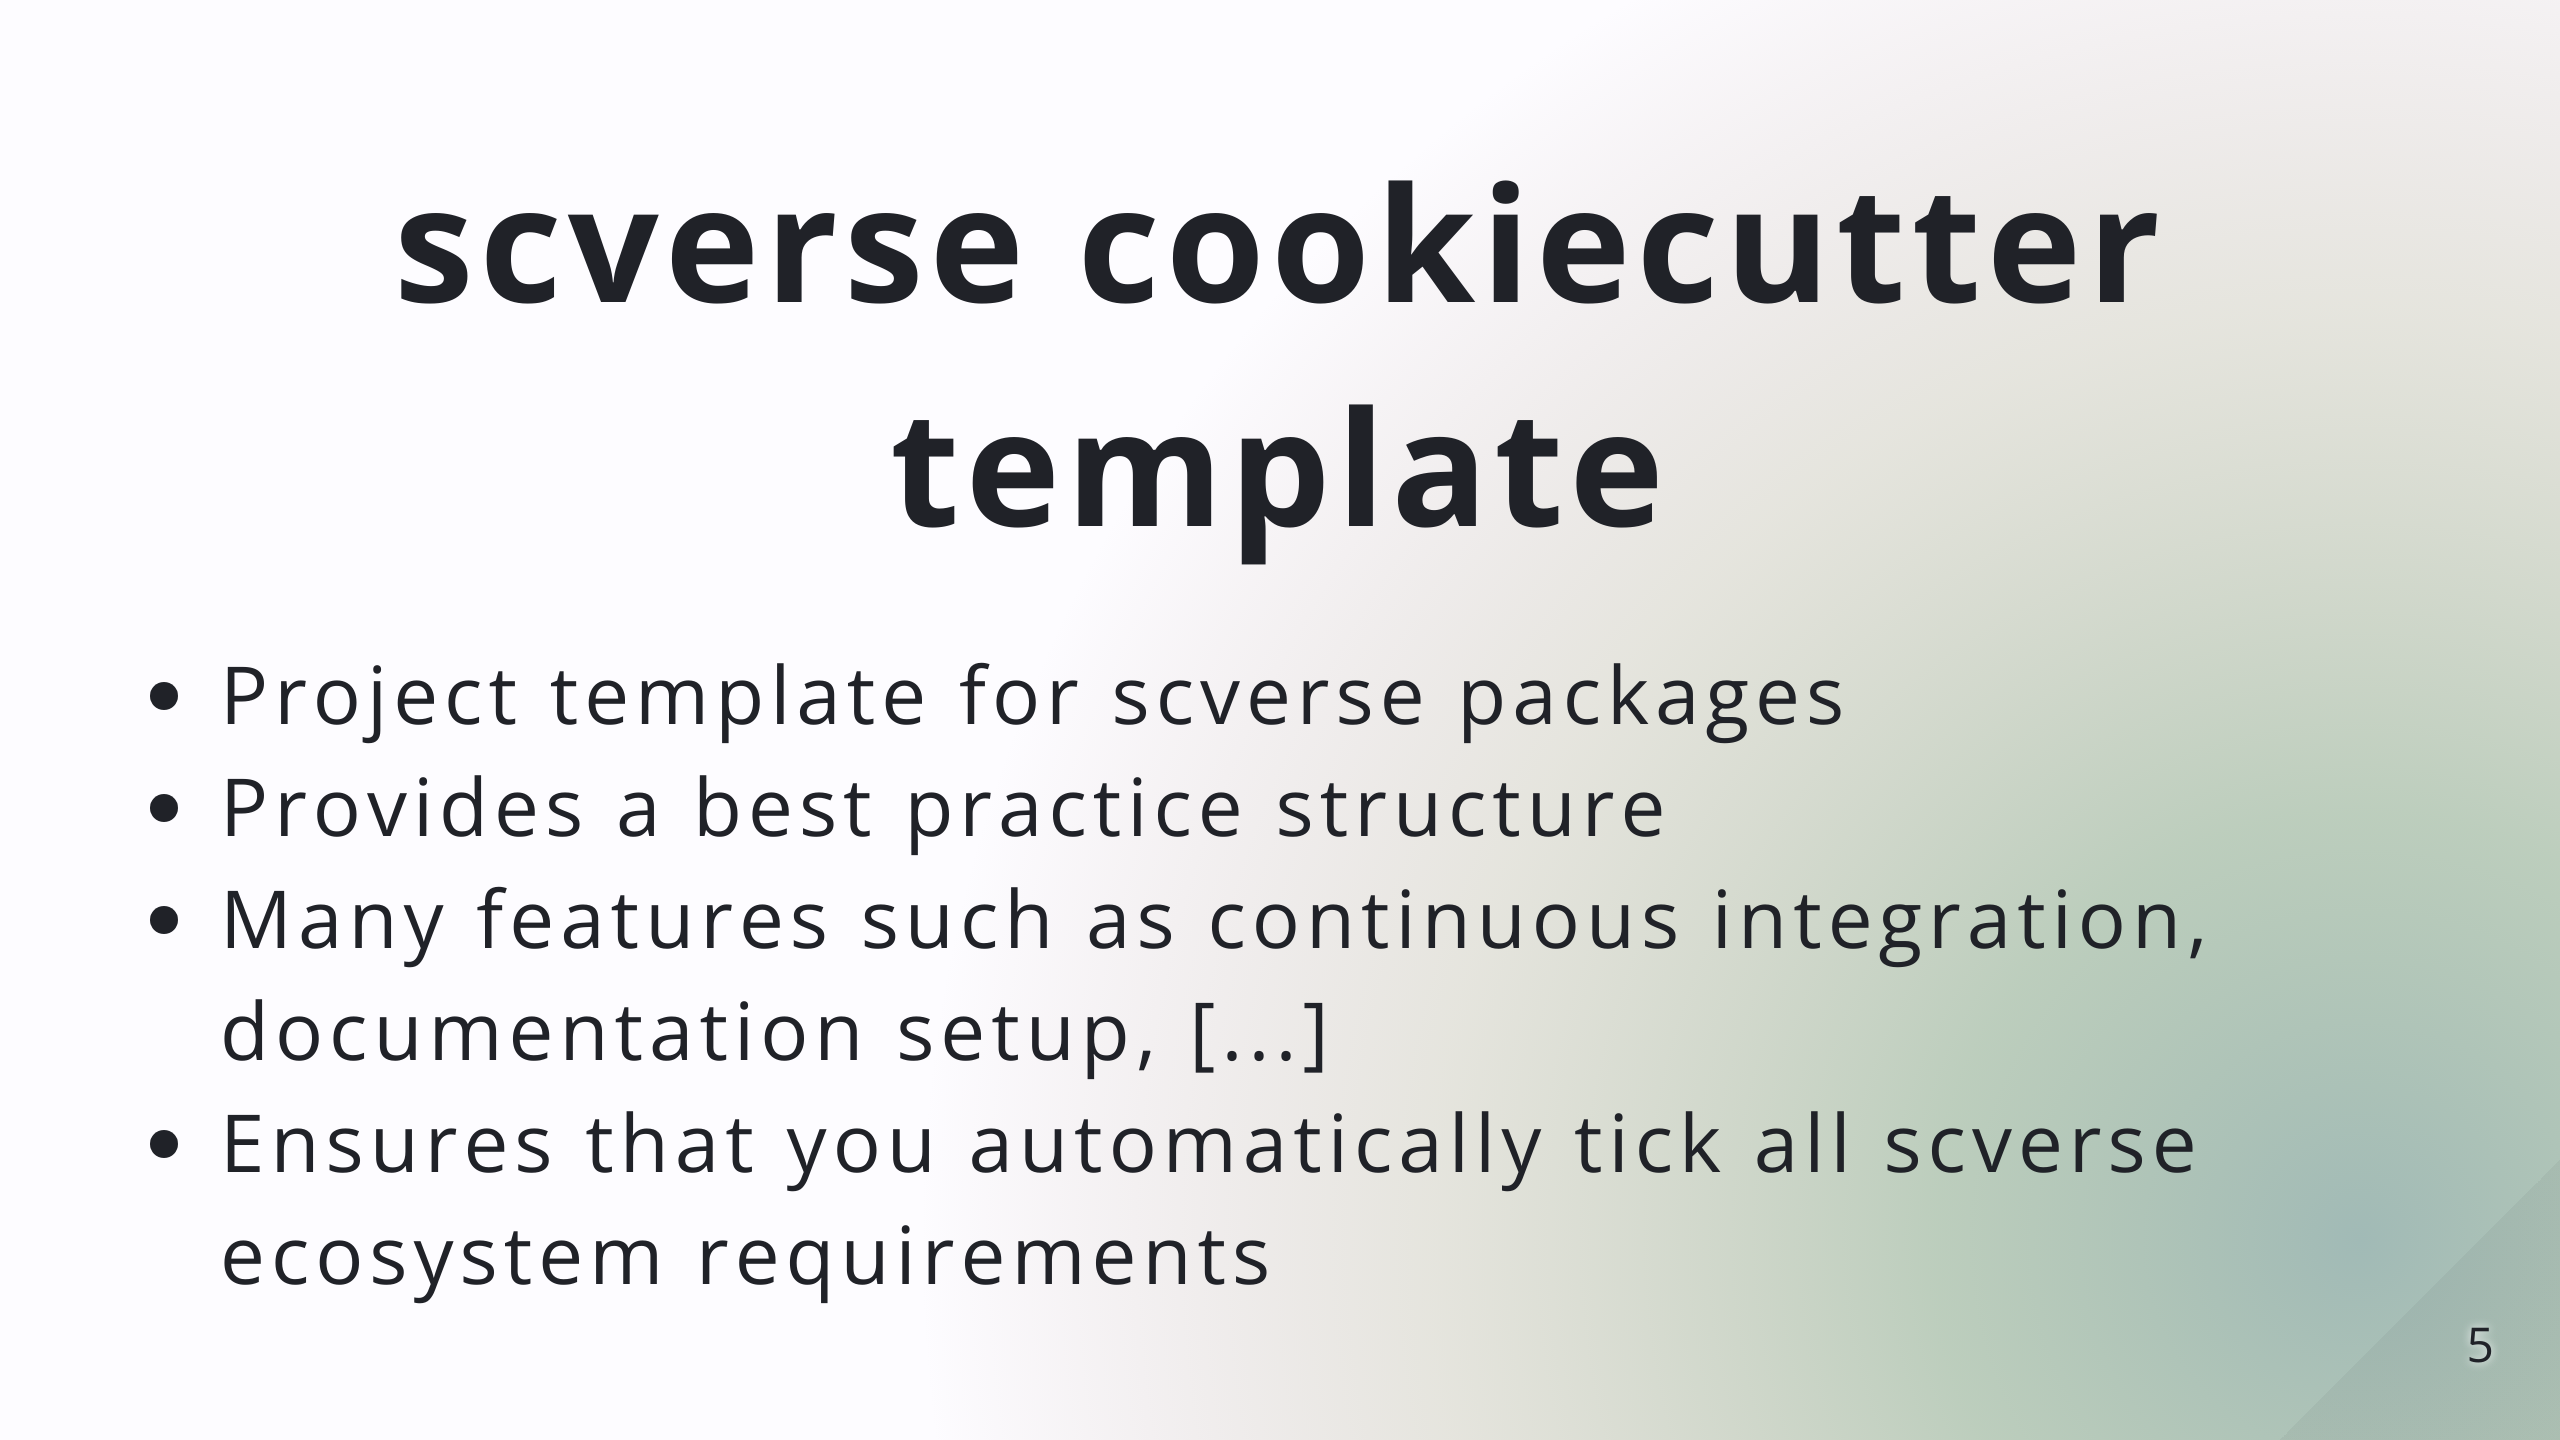 scverse cookiecutter
template
• Project template for scverse packages
• Provides a best practice structure
• Many features such as continuous integration,
documentation setup, [...]
• Ensures that you automatically tick all scverse
ecosystem requirements
5